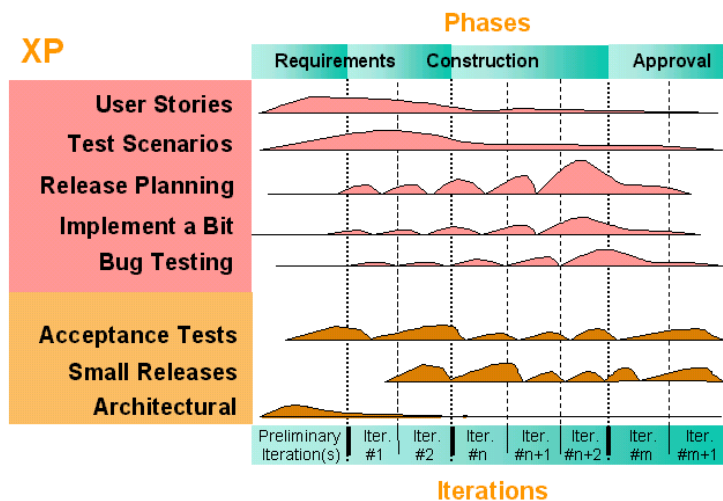 Phases
XP
Requirements Construction Approval
User Stories
Test Scenarios
Release Planning
Implement a Bit
Bug Testing
Acceptance Tests
Small Releases
Architectural
Preliminary Iter. Iter. Iter. Iter. Iter. Iter. Iter.
Iteration(s) #1 #2 #n #n+1 #n+2 #m #m+1
Iterations